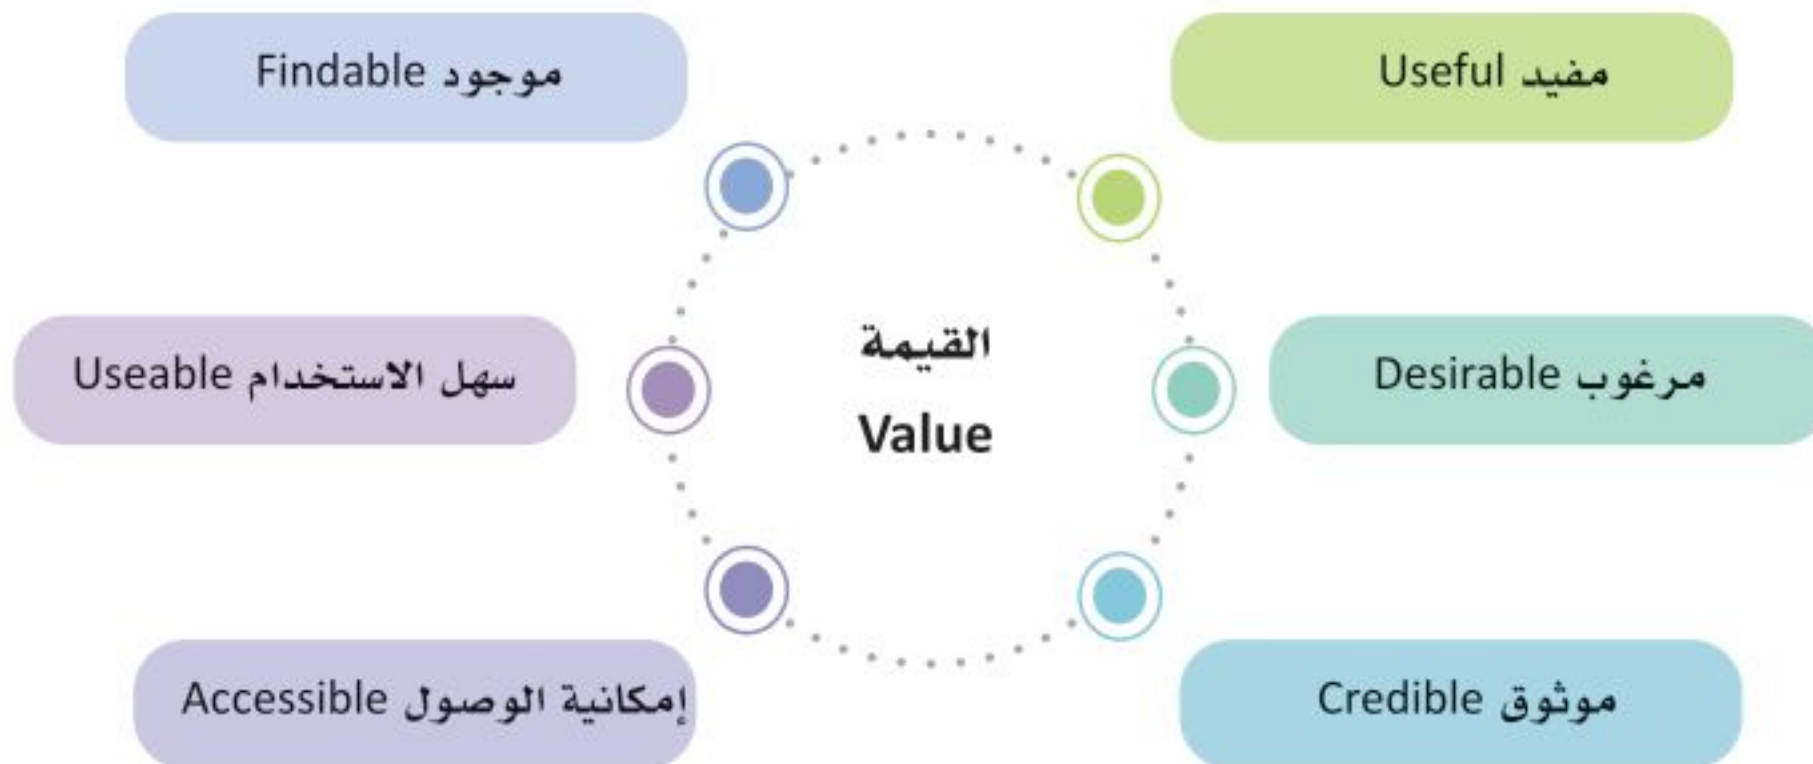 مفيد Useful
موجود Findable
مرغوب Desirable
القيمة
Value
سهل الاستخدام Useable
موثوق Credible
إمكانية الوصول Accessible